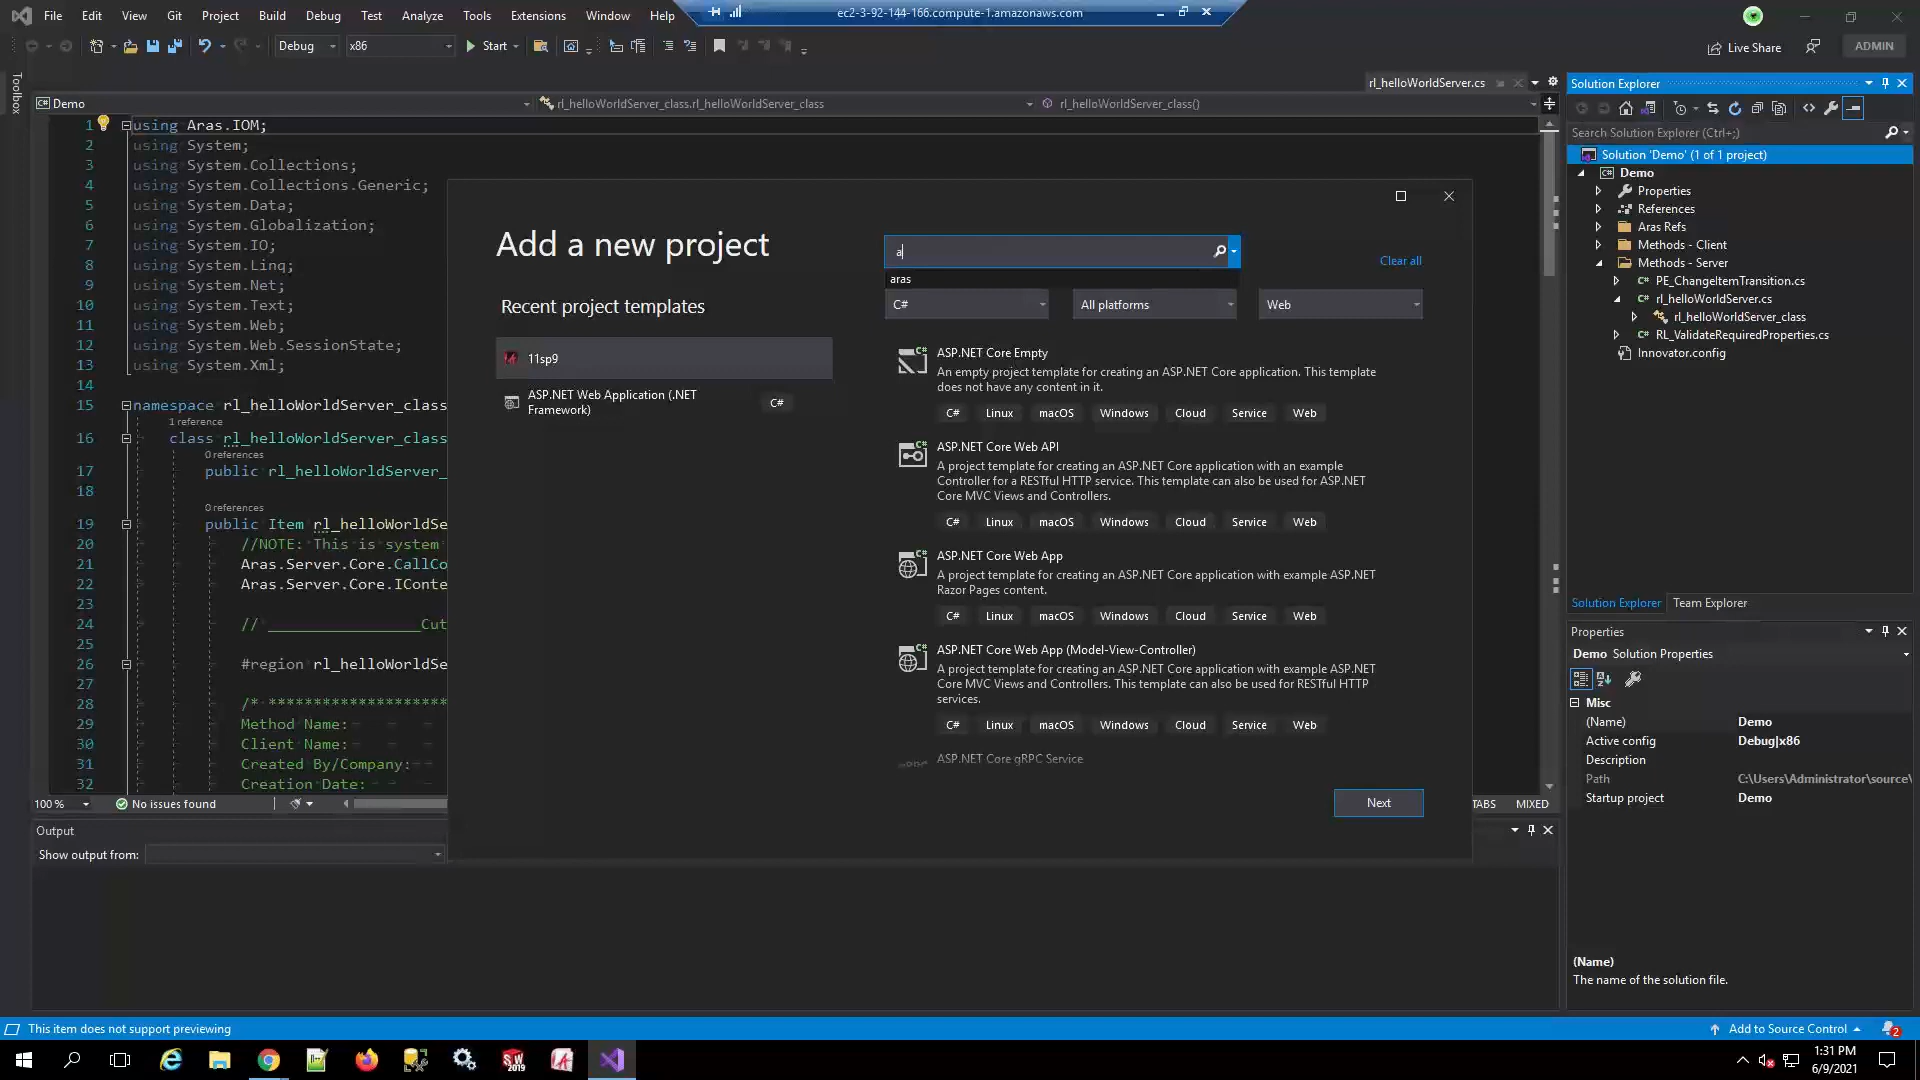 File Edit View Git Project Build Debug Test Analyze Tools Extensions Window Help
ec2-3-92-144-166.compute-1.amazonaws.com
Debug x86 Start
Live Share
ADMIN
Toolbox
rl_helloWorldServer.cs
Demo
rl_helloWorldServer_class.rl_helloWorldServer_class
rl_helloWorldServer_class()
1 using Aras.IOM;
2 using System;
3 using System.Collections;
4 using System.Collections.Generic;
5 using System.Data;
6 using System.Globalization;
7 using System.IO;
8 using System.Linq;
9 using System.Net;
10 using System.Text;
11 using System.Web;
12 using System.Web.SessionState;
13 using System.Xml;
14
15 namespace rl_helloWorldServer_class
1 reference
16 class rl_helloWorldServer_class
0 references
17 public rl_helloWorldServer_
18
0 references
19 public Item rl_helloWorldSe
20 //NOTE: This is system
21 Aras.Server.Core.CallCo
22 Aras.Server.Core.IConte
23
24 // _________________Cut
25
26 #region rl_helloWorldSe
27
28 /* ********************
29 Method Name:
30 Client Name:
31 Created By/Company:
32 Creation Date:
100 %
No issues found
TABS
MIXED
Output
Show output from:
Add a new project
a
aras
Clear all
C#
All platforms
Web
Recent project templates
11sp9
ASP.NET Web Application (.NET
Framework)
C#
ASP.NET Core Empty
An empty project template for creating an ASP.NET Core application. This template
does not have any content in it.
C# Linux macOS Windows Cloud Service Web
ASP.NET Core Web API
A project template for creating an ASP.NET Core application with an example
Controller for a RESTful HTTP service. This template can also be used for ASP.NET
Core MVC Views and Controllers.
C# Linux macOS Windows Cloud Service Web
ASP.NET Core Web App
A project template for creating an ASP.NET Core application with example ASP.NET
Razor Pages content.
C# Linux macOS Windows Cloud Service Web
ASP.NET Core Web App (Model-View-Controller)
A project template for creating an ASP.NET Core application with example ASP.NET
Core MVC Views and Controllers. This template can also be used for RESTful HTTP
services.
C# Linux macOS Windows Cloud Service Web
ASP.NET Core gRPC Service
Next
Solution Explorer
Search Solution Explorer (Ctrl+;)
Solution 'Demo' (1 of 1 project)
C# Demo
Properties
References
Aras Refs
Methods - Client
Methods - Server
C# PE_ChangeItemTransition.cs
C# rl_helloWorldServer.cs
rl_helloWorldServer_class
C# RL_ValidateRequiredProperties.cs
Innovator.config
Solution Explorer Team Explorer
Properties
Demo Solution Properties
Misc
(Name) Demo
Active config Debug|x86
Description
Path C:\Users\Administrator\source\
Startup project Demo
(Name)
The name of the solution file.
This item does not support previewing
Add to Source Control
2
SW
2019
1:31 PM
6/9/2021